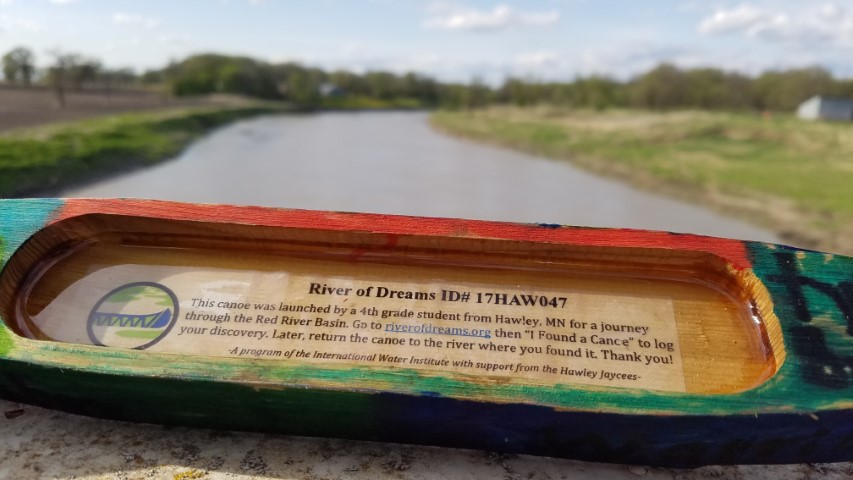 River of Dreams ID# 17HAW047
This canoe was launched by a 4th grade student from Hawley, MN for a journey
through the Red River Basin. Go to riverofdreams.org then "I Found a Canoe" to log
your discovery. Later, return the canoe to the river where you found it. Thank you!
-A program of the International Water Institute with support from the Hawley Jaycees-